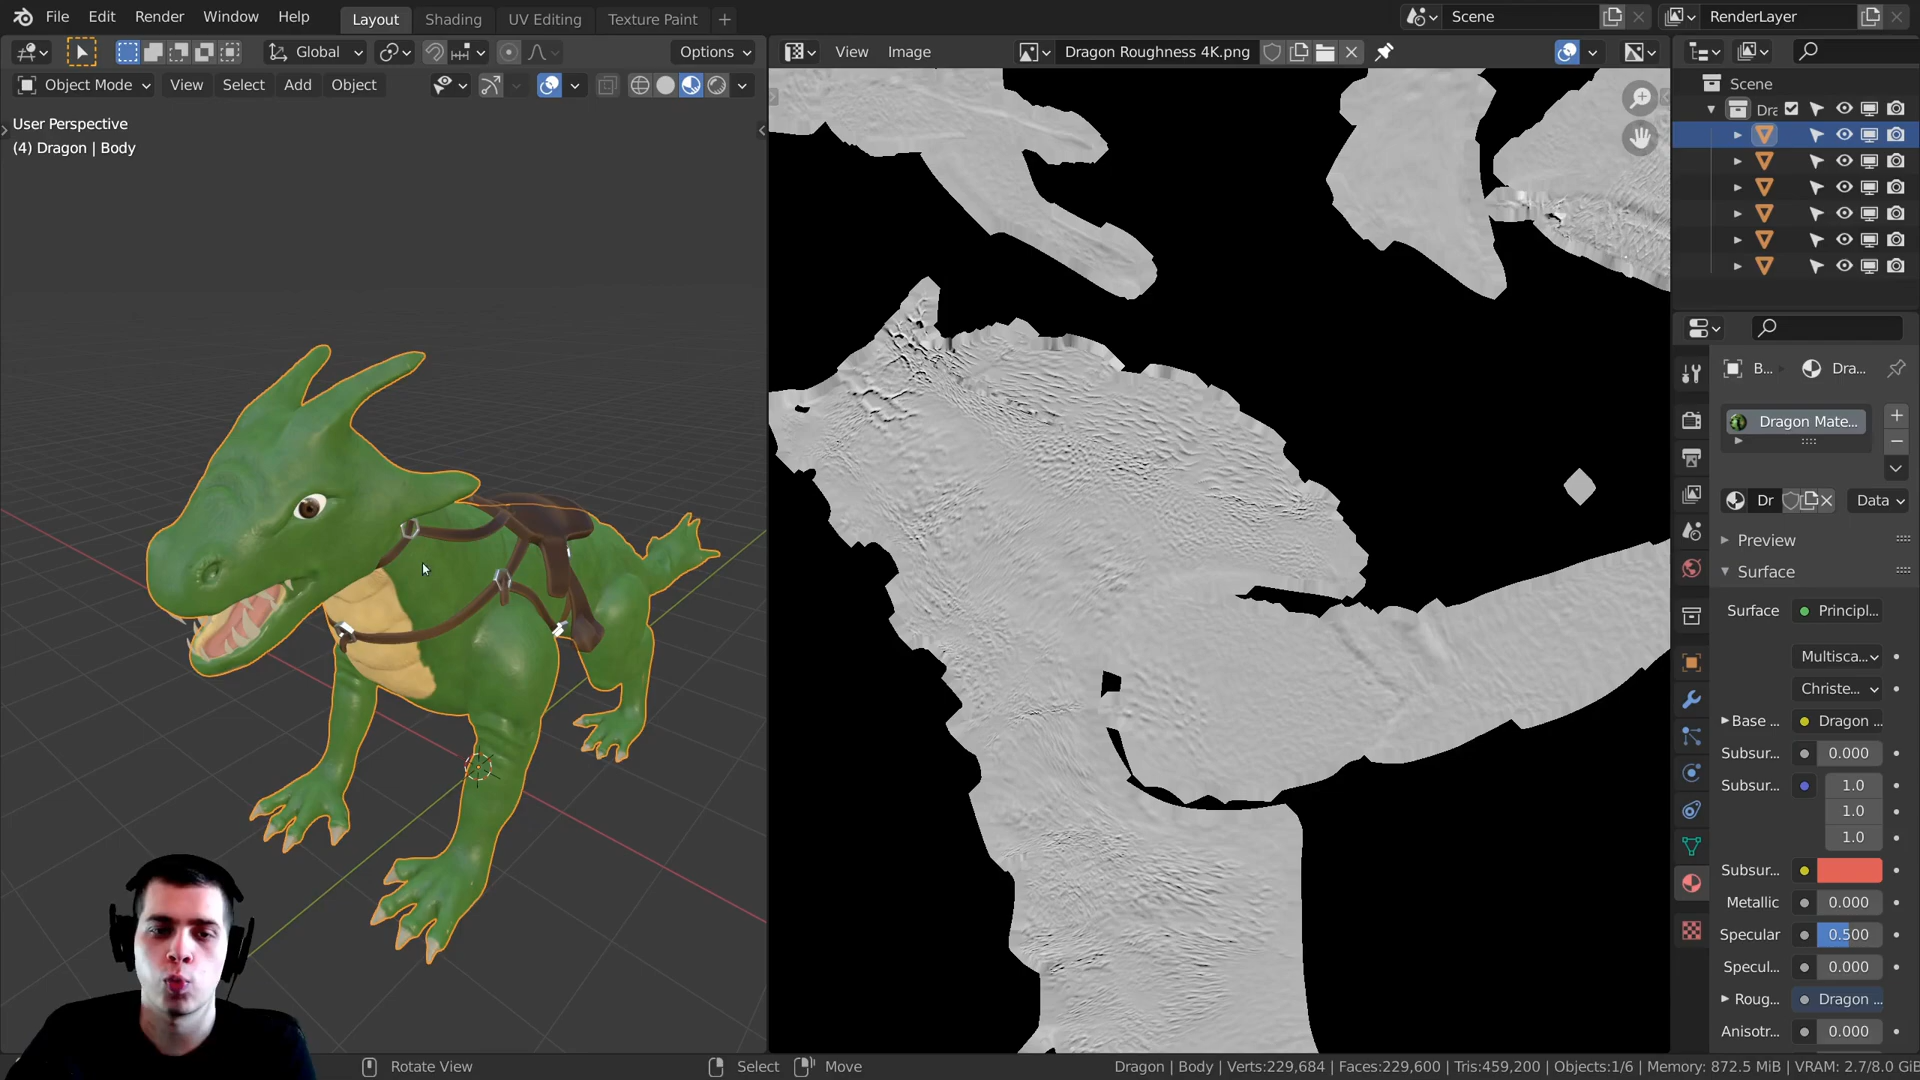 File Edit Render Window Help Layout Shading UV Editing Texture Paint + Scene RenderLayer
Global Options View Image Dragon Roughness 4K.png
Object Mode View Select Add Object
User Perspective
(4) Dragon | Body
Scene
Dra
B... Dra...
Dragon Mate...
Dr Data
Preview
Surface
Surface Principl...
Multisca...
Christe...
Base ... Dragon ...
Subsur... 0.000
Subsur... 1.0
1.0
1.0
Subsur...
Metallic 0.000
Specular 0.500
Specul... 0.000
Roug... Dragon ...
Anisotr... 0.000
Rotate View Select Move Dragon | Body | Verts:229,684 | Faces:229,600 | Tris:459,200 | Objects:1/6 | Memory: 872.5 MiB | VRAM: 2.7/8.0 GiB